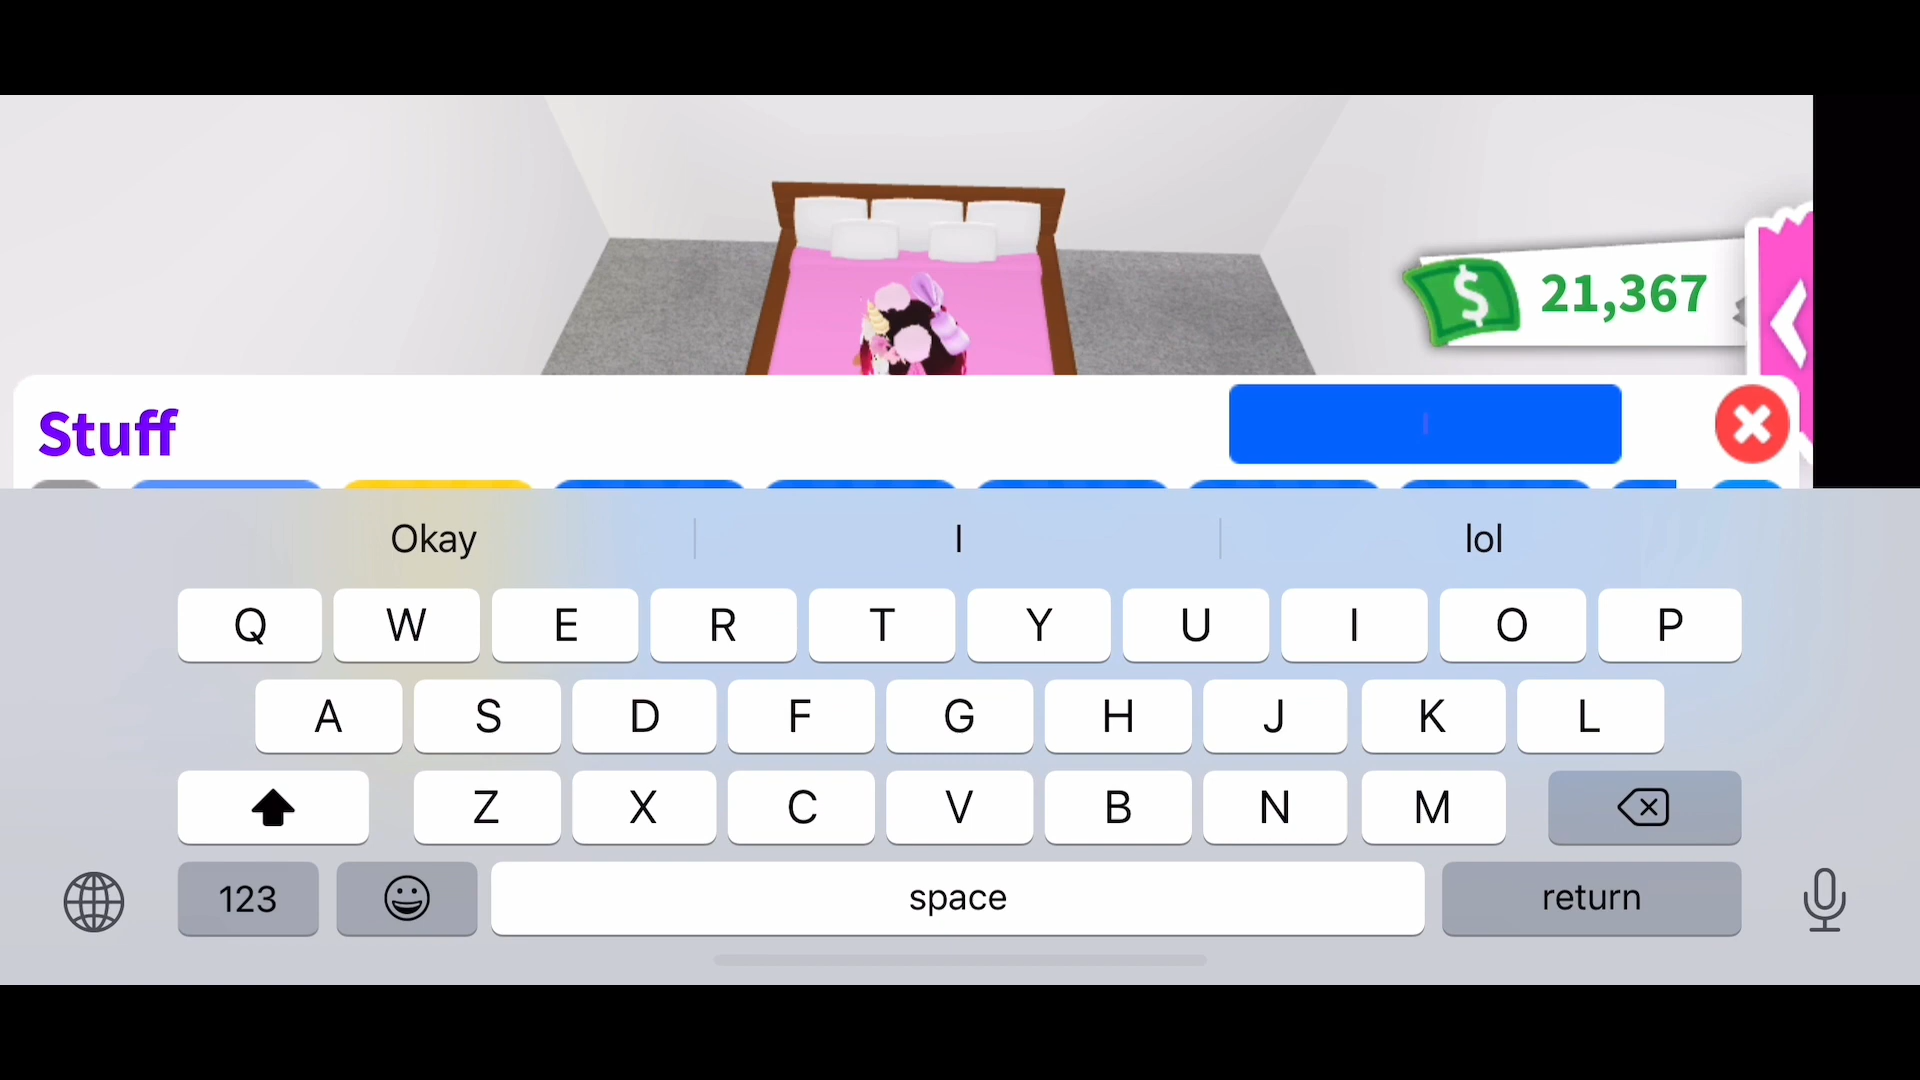 $ 21,367
Stuff
Okay I lol
Q W E R T Y U I O P
A S D F G H J K L
Z X C V B N M
123 space return